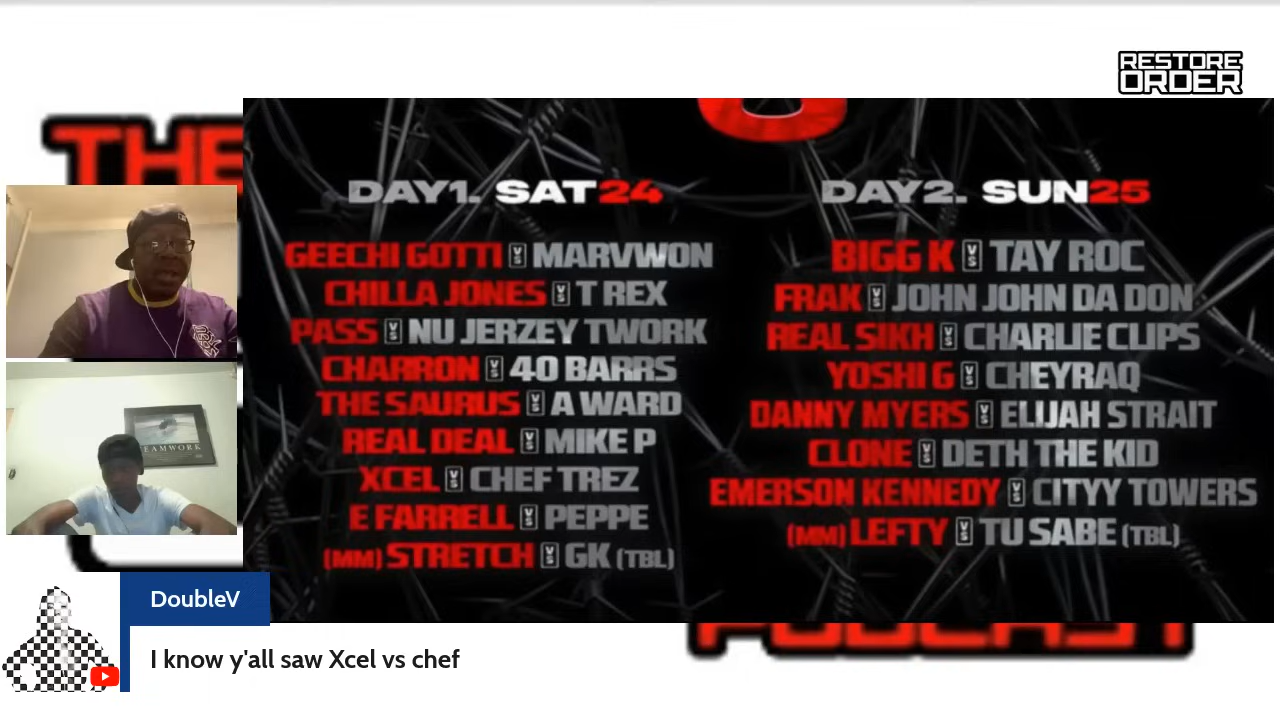 RESTORE
ORDER
THE
DAY1. SAT24
GEECHI GOTTI VS MARVWON
CHILLA JONES VS T REX
PASS VS NU JERZEY TWORK
CHARRON VS 40 BARRS
THE SAURUS VS A WARD
REAL DEAL VS MIKE P
XCEL VS CHEF TREZ
E FARRELL VS PEPPE
(MM) STRETCH VS GK (TBL)
DAY2. SUN25
BIGG K VS TAY ROC
FRAK VS JOHN JOHN DA DON
REAL SIKH VS CHARLIE CLIPS
YOSHI G VS CHEYRAQ
DANNY MYERS VS ELIJAH STRAIT
CLONE VS DETH THE KID
EMERSON KENNEDY VS CITYY TOWERS
(MM) LEFTY VS TU SABE (TBL)
TEAMWORK
PODCAST
DoubleV
I know y'all saw Xcel vs chef